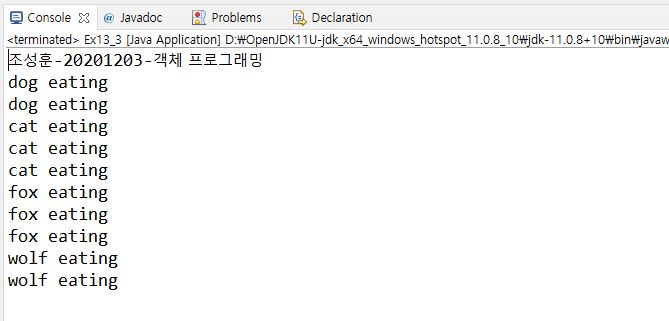 Console Javadoc Problems Declaration
<terminated> Ex13_3 [Java Application] D:₩OpenJDK11U-jdk_x64_windows_hotspot_11.0.8_10₩jdk-11.0.8+10₩bin₩javaw
조성훈-20201203-객체 프로그래밍
dog eating
dog eating
cat eating
cat eating
cat eating
fox eating
fox eating
fox eating
wolf eating
wolf eating